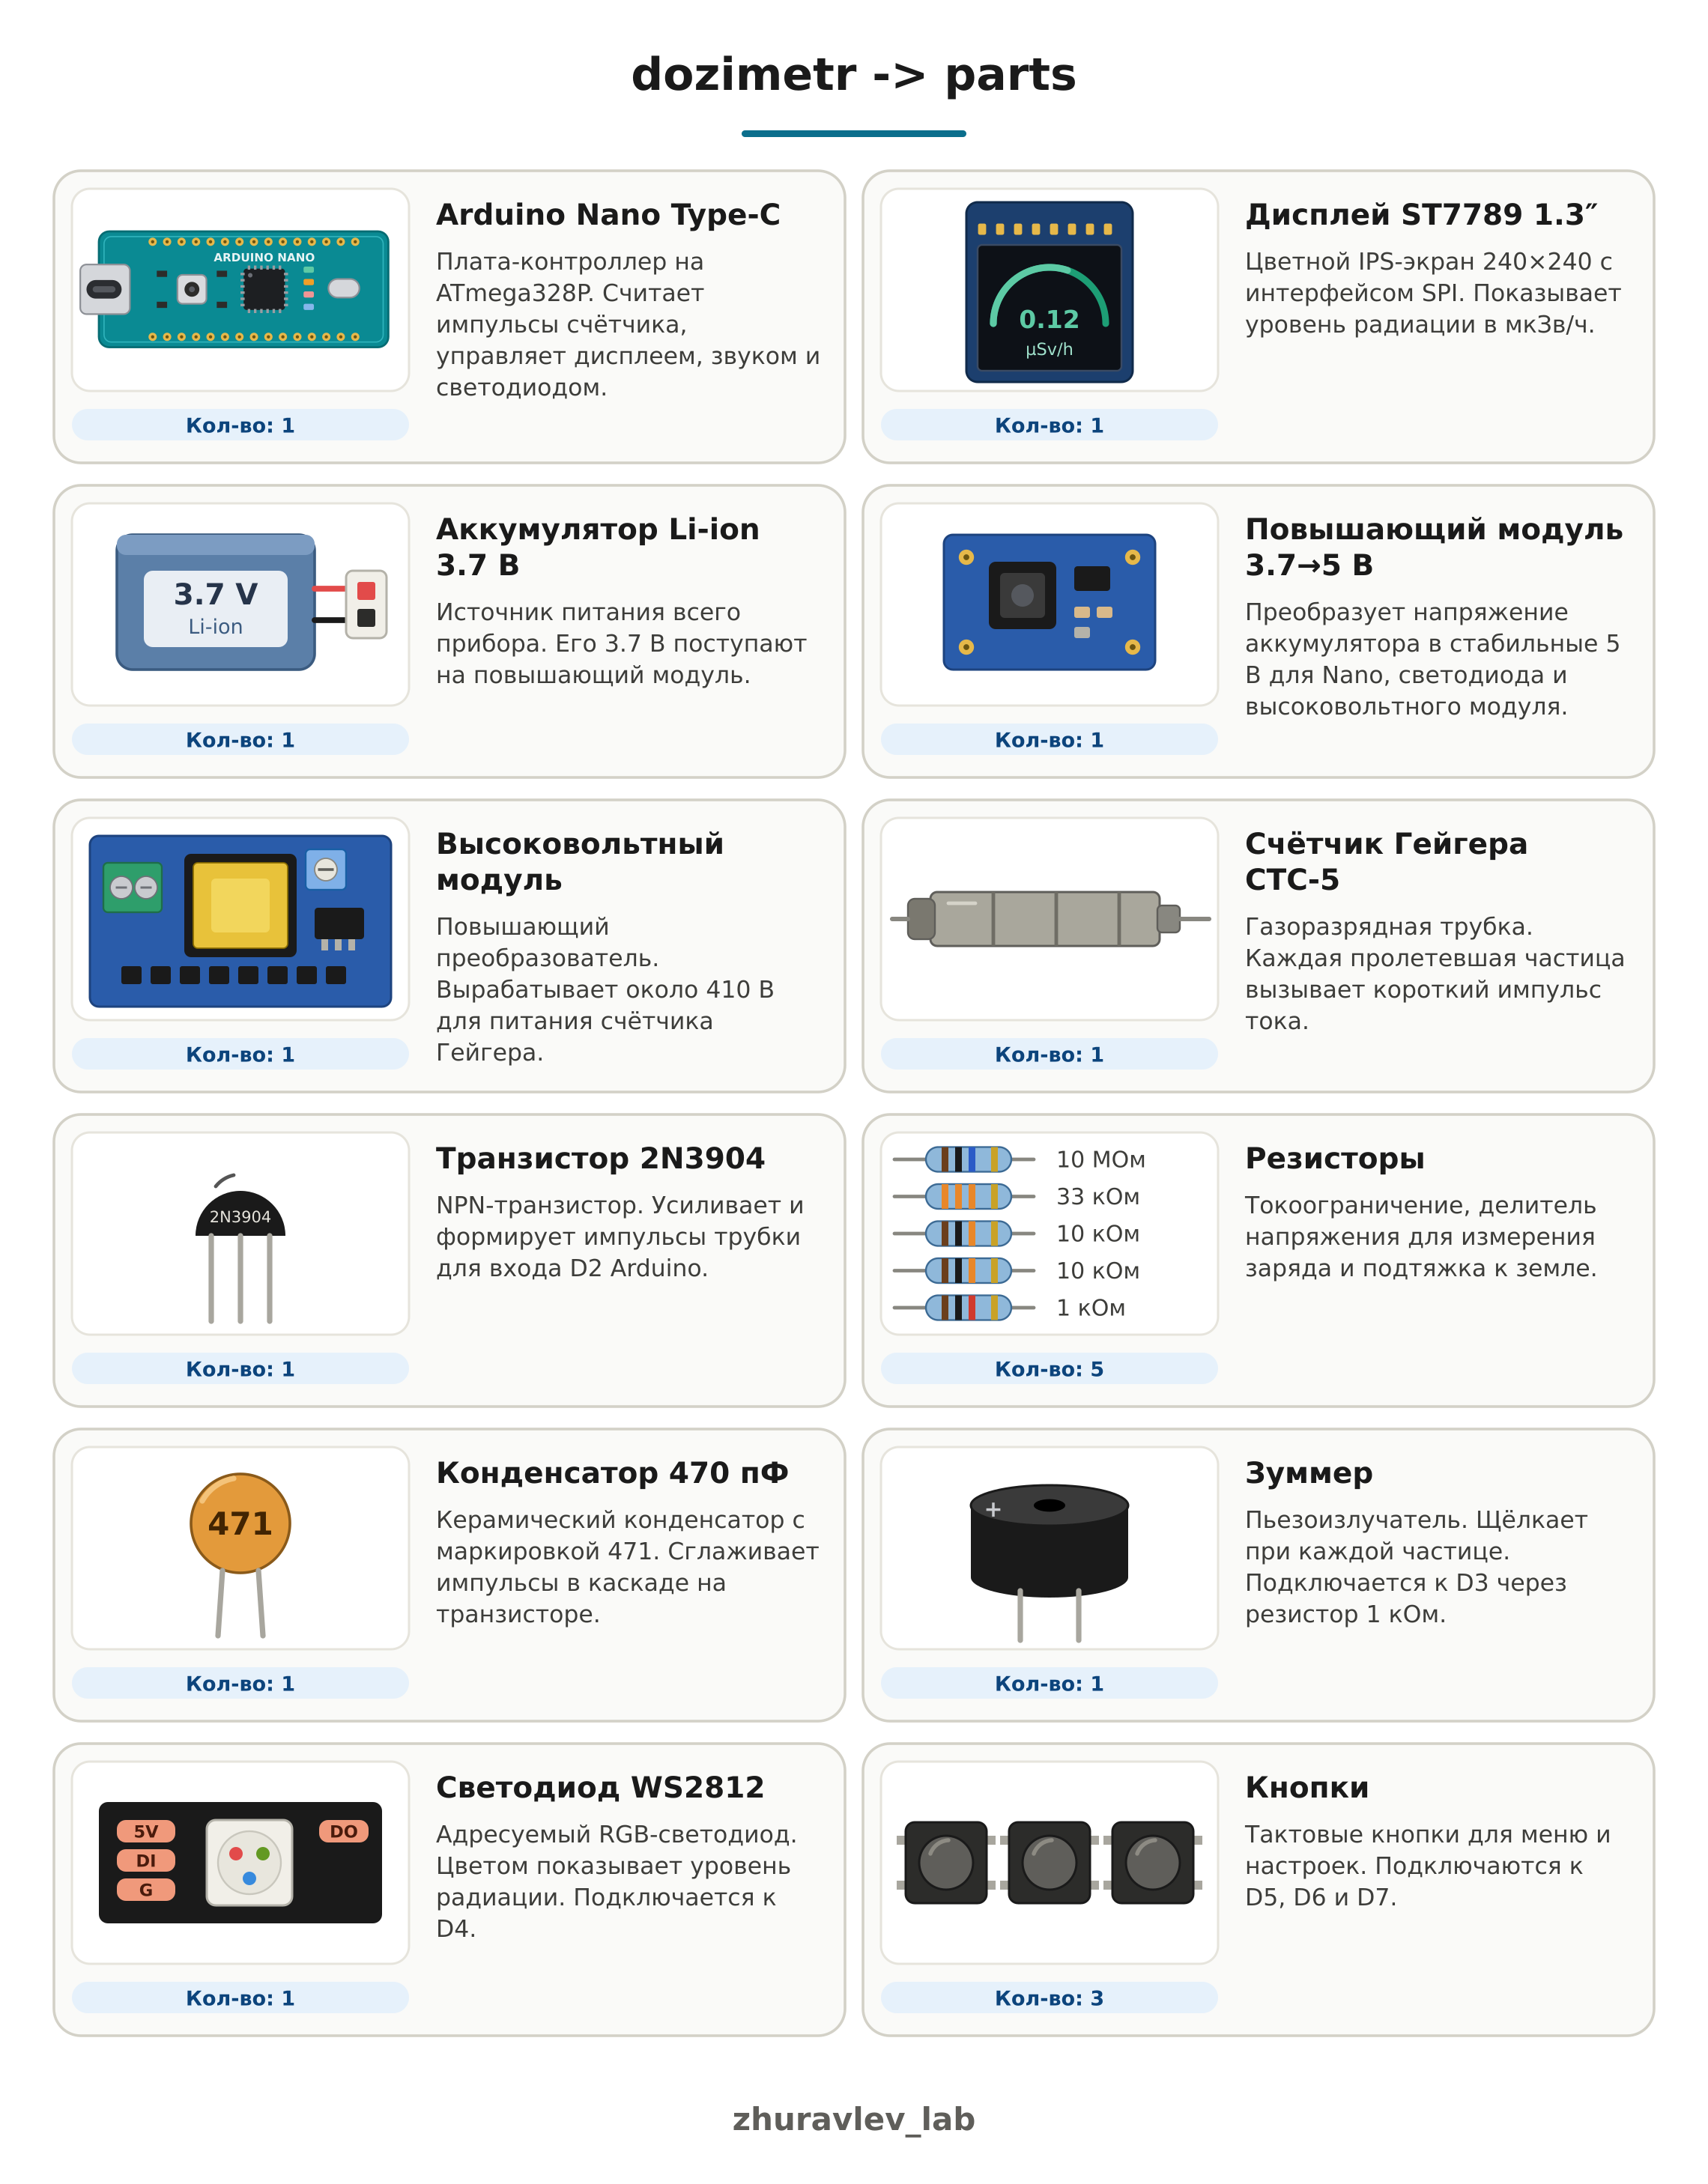 dozimetr -> parts
ARDUINO NANO
Кол-во: 1
Arduino Nano Type-C
Плата-контроллер на
ATmega328P. Считает
импульсы счётчика,
управляет дисплеем, звуком и
светодиодом.
0.12
µSv/h
Кол-во: 1
Дисплей ST7789 1.3″
Цветной IPS-экран 240×240 с
интерфейсом SPI. Показывает
уровень радиации в мкЗв/ч.
3.7 V
Li-ion
Кол-во: 1
Аккумулятор Li-ion
3.7 В
Источник питания всего
прибора. Его 3.7 В поступают
на повышающий модуль.
Кол-во: 1
Повышающий модуль
3.7→5 В
Преобразует напряжение
аккумулятора в стабильные 5
В для Nano, светодиода и
высоковольтного модуля.
Кол-во: 1
Высоковольтный
модуль
Повышающий
преобразователь.
Вырабатывает около 410 В
для питания счётчика
Гейгера.
Кол-во: 1
Счётчик Гейгера
СТС-5
Газоразрядная трубка.
Каждая пролетевшая частица
вызывает короткий импульс
тока.
2N3904
Кол-во: 1
Транзистор 2N3904
NPN-транзистор. Усиливает и
формирует импульсы трубки
для входа D2 Arduino.
10 МОм
33 кОм
10 кОм
10 кОм
1 кОм
Кол-во: 5
Резисторы
Токоограничение, делитель
напряжения для измерения
заряда и подтяжка к земле.
471
Кол-во: 1
Конденсатор 470 пФ
Керамический конденсатор с
маркировкой 471. Сглаживает
импульсы в каскаде на
транзисторе.
+
Кол-во: 1
Зуммер
Пьезоизлучатель. Щёлкает
при каждой частице.
Подключается к D3 через
резистор 1 кОм.
5V
DI
G
DO
Кол-во: 1
Светодиод WS2812
Адресуемый RGB-светодиод.
Цветом показывает уровень
радиации. Подключается к
D4.
Кол-во: 3
Кнопки
Тактовые кнопки для меню и
настроек. Подключаются к
D5, D6 и D7.
zhuravlev_lab